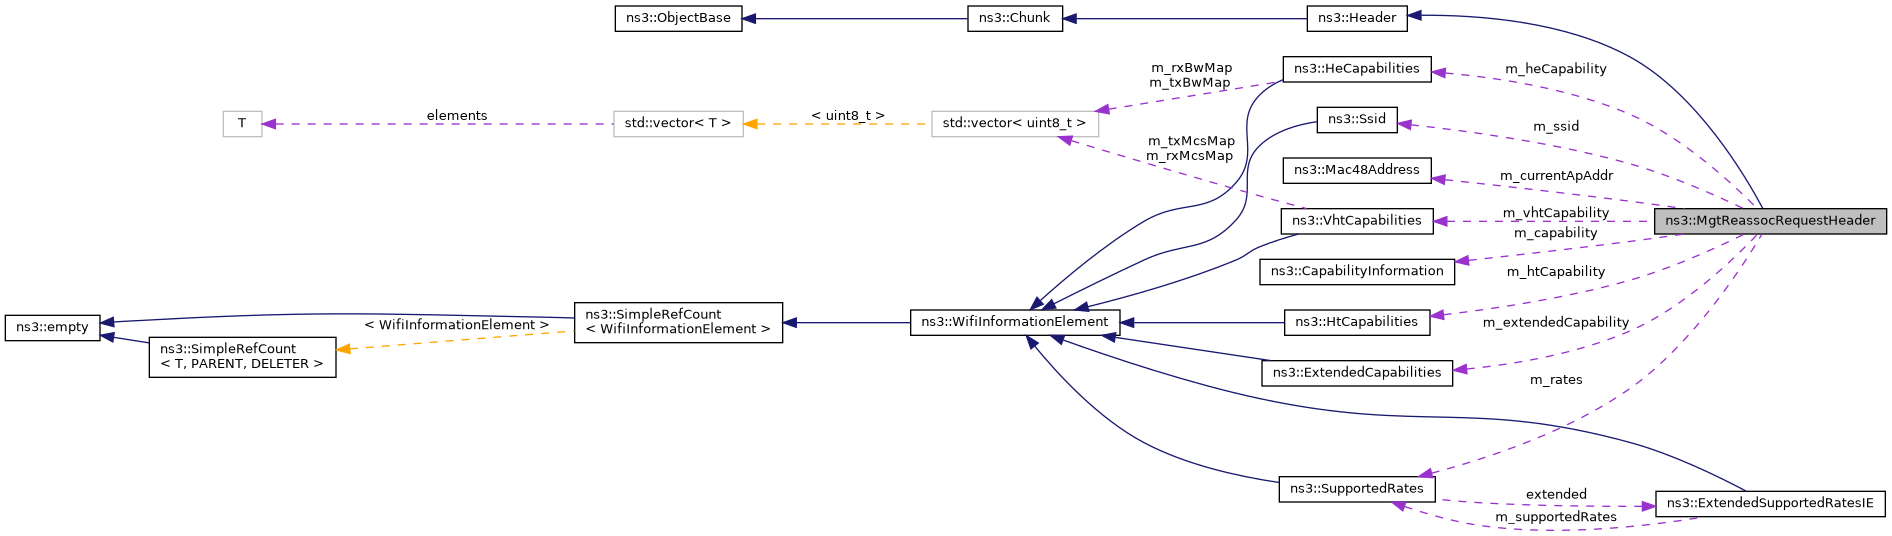 ns3::ObjectBase
ns3::Chunk
ns3::Header
ns3::HeCapabilities
m_heCapability
m_rxBwMap
m_txBwMap
T
elements
std::vector< T >
< uint8_t >
std::vector< uint8_t >
ns3::Ssid
m_ssid
m_txMcsMap
m_rxMcsMap
ns3::Mac48Address
m_currentApAddr
ns3::VhtCapabilities
m_vhtCapability
ns3::MgtReassocRequestHeader
m_capability
ns3::CapabilityInformation
m_htCapability
ns3::empty
< WifiInformationElement >
ns3::SimpleRefCount
< WifiInformationElement >
ns3::WifiInformationElement
ns3::HtCapabilities
m_extendedCapability
ns3::SimpleRefCount
< T, PARENT, DELETER >
ns3::ExtendedCapabilities
m_rates
ns3::SupportedRates
extended
ns3::ExtendedSupportedRatesIE
m_supportedRates